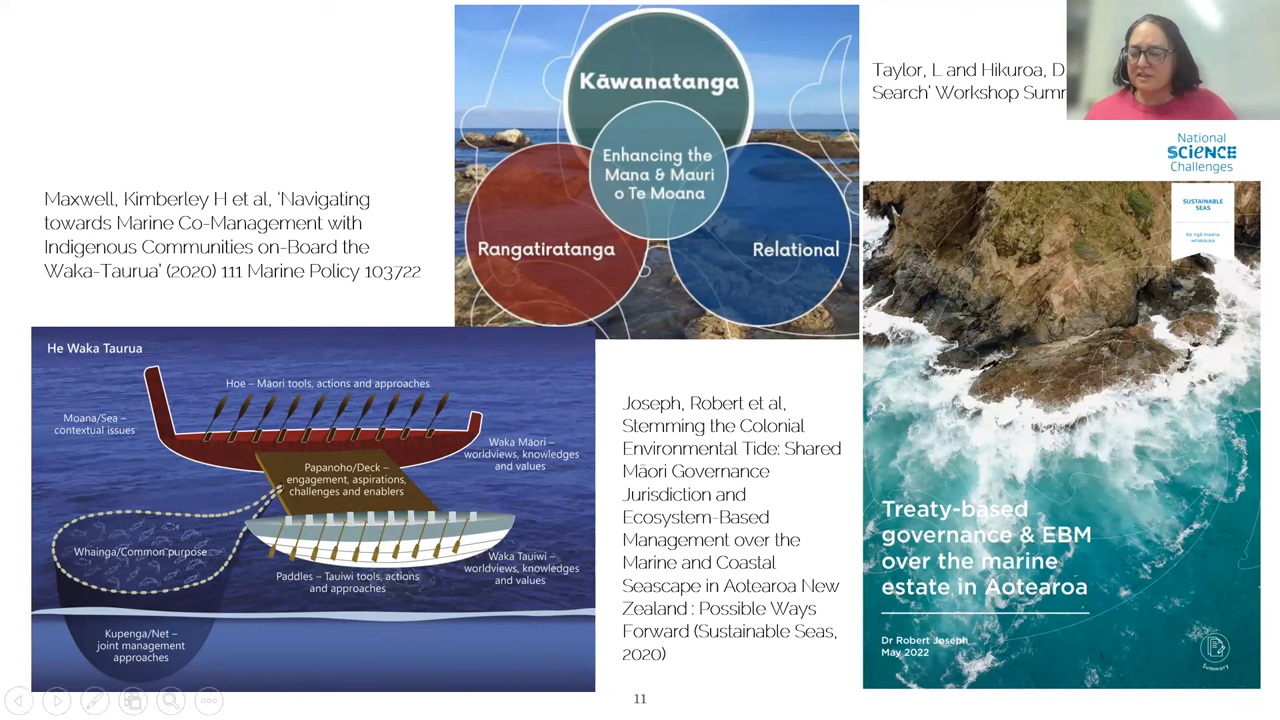 Kāwanatanga
Enhancing the
Mana & Mauri
o Te Moana
Rangatiratanga
Relational
Taylor, L and Hikuroa, D
Search’ Workshop
National
SCIENCE
Challenges
Maxwell, Kimberley H et al, ‘Navigating
towards Marine Co-Management with
Indigenous Communities on-Board the
Waka-Taurua’ (2020) 111 Marine Policy 103722
He Waka Taurua
Hoe – Māori tools, actions and approaches
Moana/Sea –
contextual issues
Waka Māori –
worldviews, knowledges
and values
Papanoho/Deck –
engagement, aspirations,
challenges and enablers
Whainga/Common purpose
Waka Tauiwi –
worldviews, knowledges
and values
Paddles – Tauiwi tools, actions
and approaches
Kupenga/Net –
joint management
approaches
Joseph, Robert et al,
Stemming the Colonial
Environmental Tide: Shared
Māori Governance
Jurisdiction and
Ecosystem-Based
Management over the
Marine and Coastal
Seascape in Aotearoa New
Zealand : Possible Ways
Forward (Sustainable Seas,
2020)
SUSTAINABLE
SEAS
Ko ngā moana
whakauka
Treaty-based
governance & EBM
over the marine
estate in Aotearoa
Dr Robert Joseph
May 2022
Summary
11